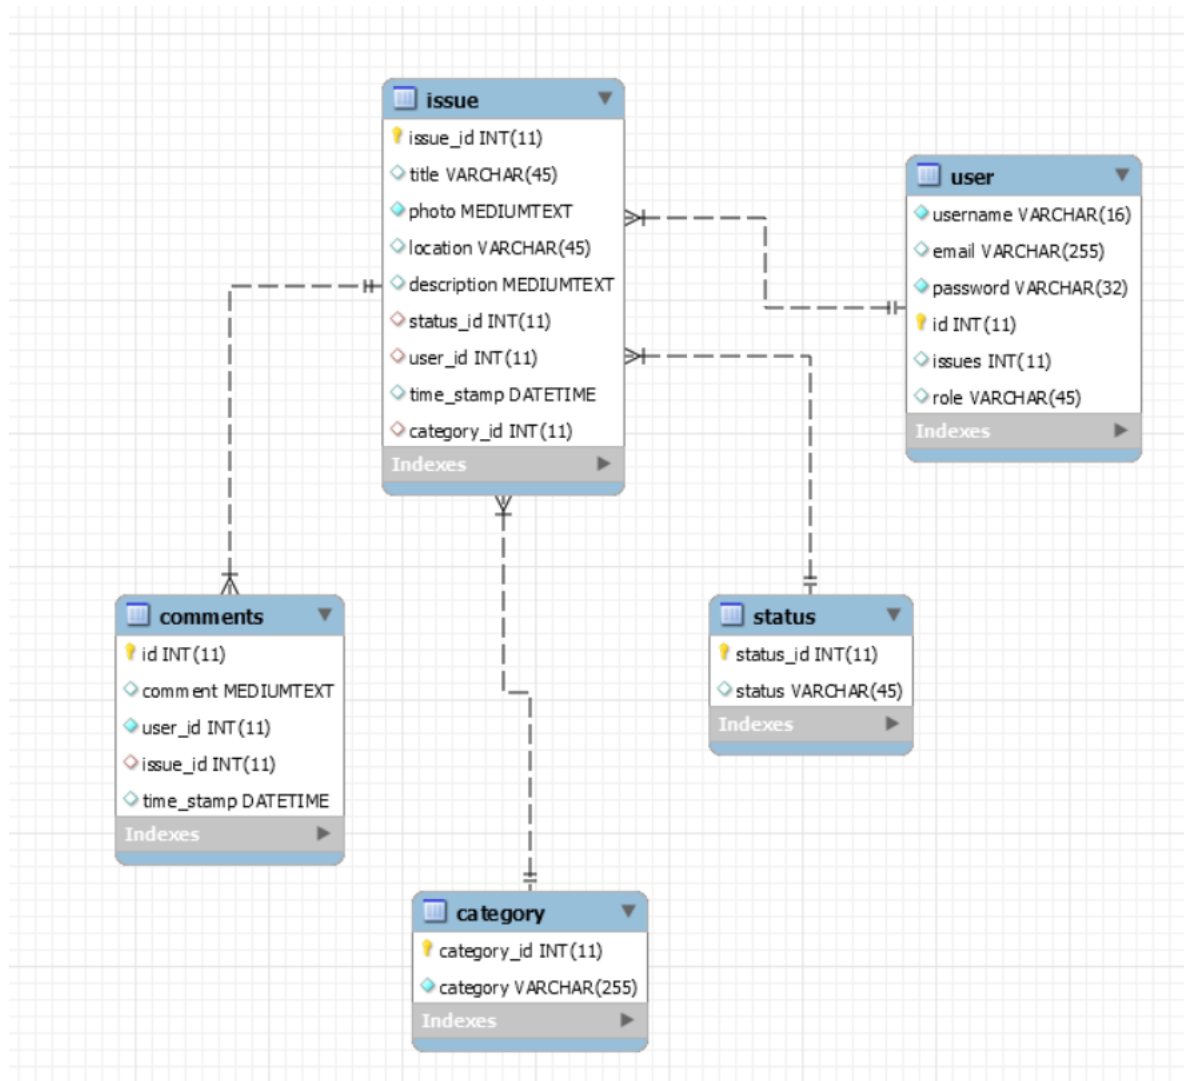 issue
issue_id INT(11)
title VARCHAR(45)
photo MEDIUMTEXT
location VARCHAR(45)
description MEDIUMTEXT
status_id INT(11)
user_id INT(11)
time_stamp DATETIME
category_id INT(11)
Indexes
user
username VARCHAR(16)
email VARCHAR(255)
password VARCHAR(32)
id INT(11)
issues INT(11)
role VARCHAR(45)
Indexes
comments
id INT(11)
comment MEDIUMTEXT
user_id INT(11)
issue_id INT(11)
time_stamp DATETIME
Indexes
status
status_id INT(11)
status VARCHAR(45)
Indexes
category
category_id INT(11)
category VARCHAR(255)
Indexes